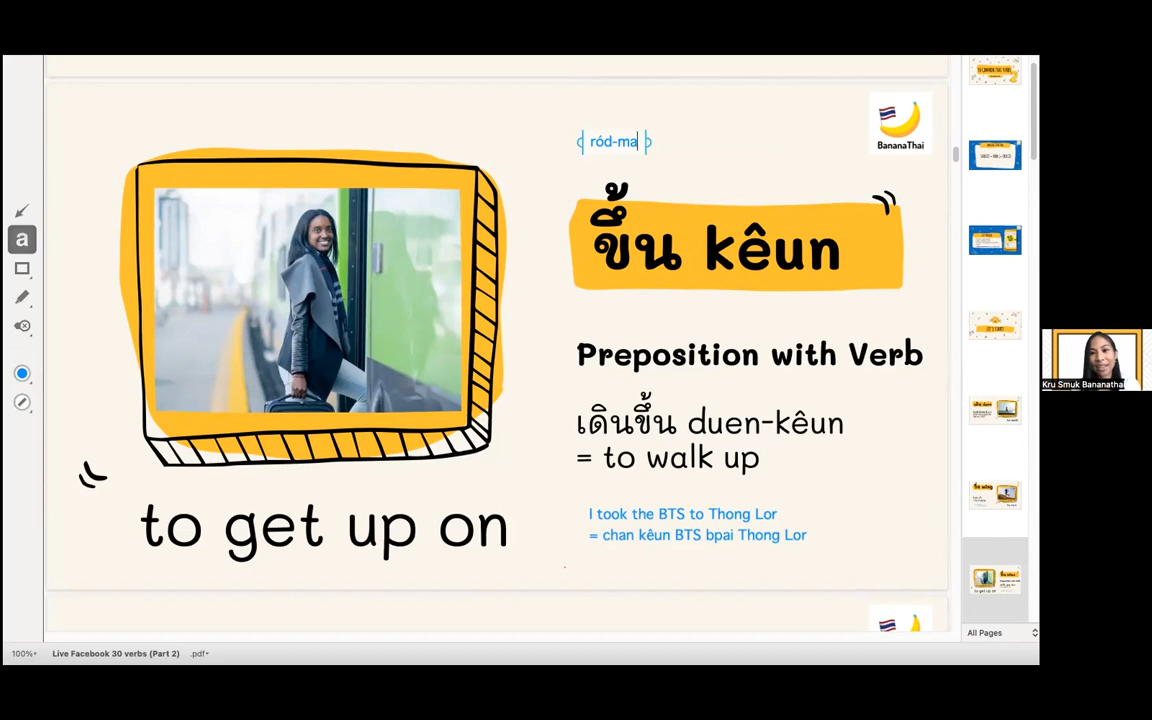 ród-ma
BananaThai
ขึ้น kêun
Preposition with Verb
เดินขึ้น duen-kêun
= to walk up
to get up on
I took the BTS to Thong Lor
= chan kêun BTS bpai Thong Lor
a
Kru Smuk Bananathai
All Pages
100%
Live Facebook 30 verbs (Part 2)
.pdf